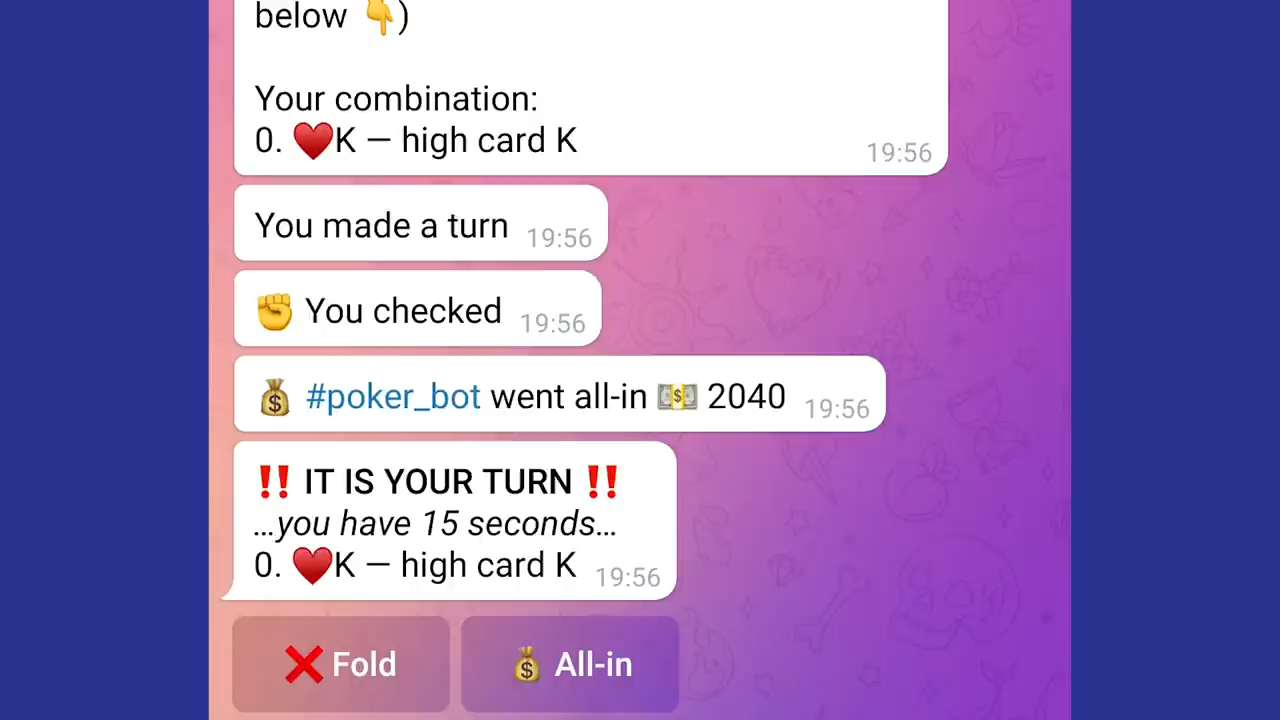 below 👇)
Your combination:
0. ♥️K — high card K
19:56
You made a turn 19:56
✊ You checked 19:56
💰 #poker_bot went all-in 💵 2040 19:56
‼️ IT IS YOUR TURN ‼️
…you have 15 seconds…
0. ♥️K — high card K 19:56
❌ Fold
💰 All-in